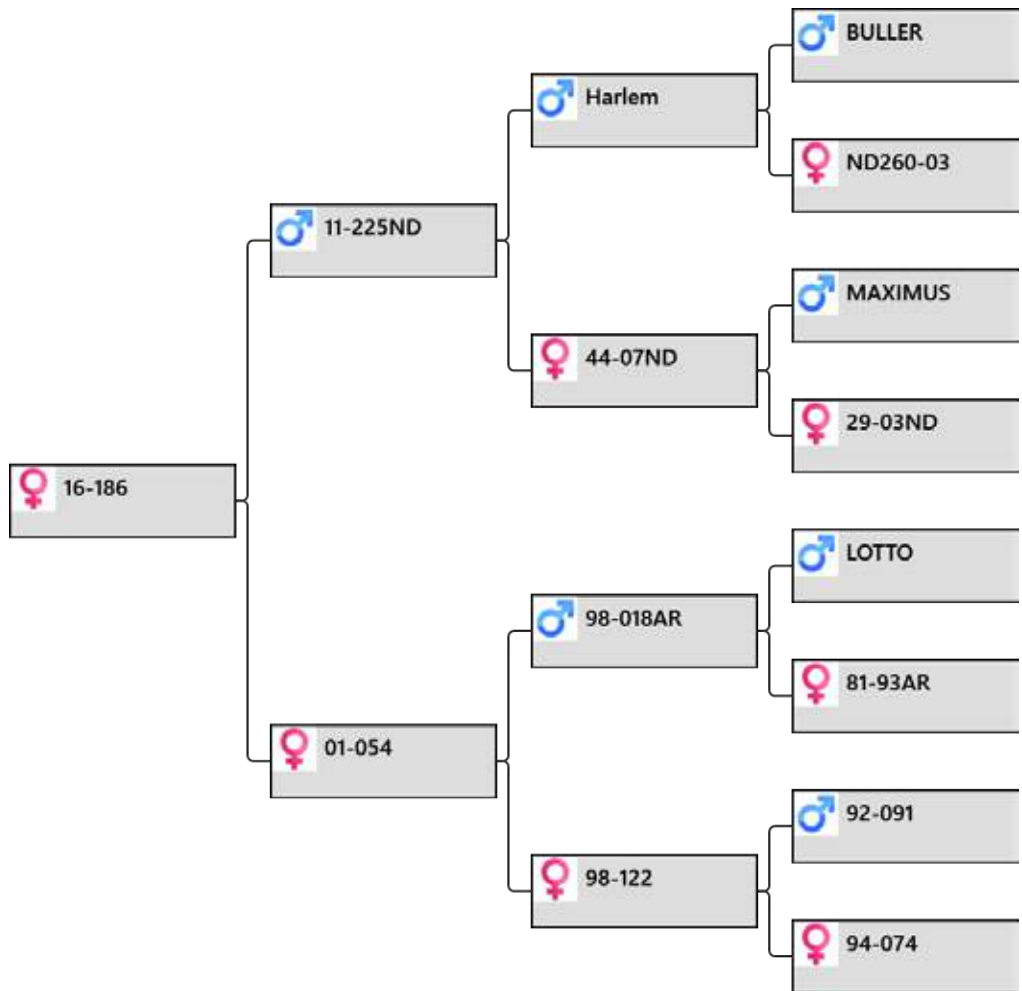 BULLER
Harlem
ND260-03
11-225ND
MAXIMUS
44-07ND
29-03ND
16-186
LOTTO
98-018AR
81-93AR
01-054
92-091
98-122
94-074